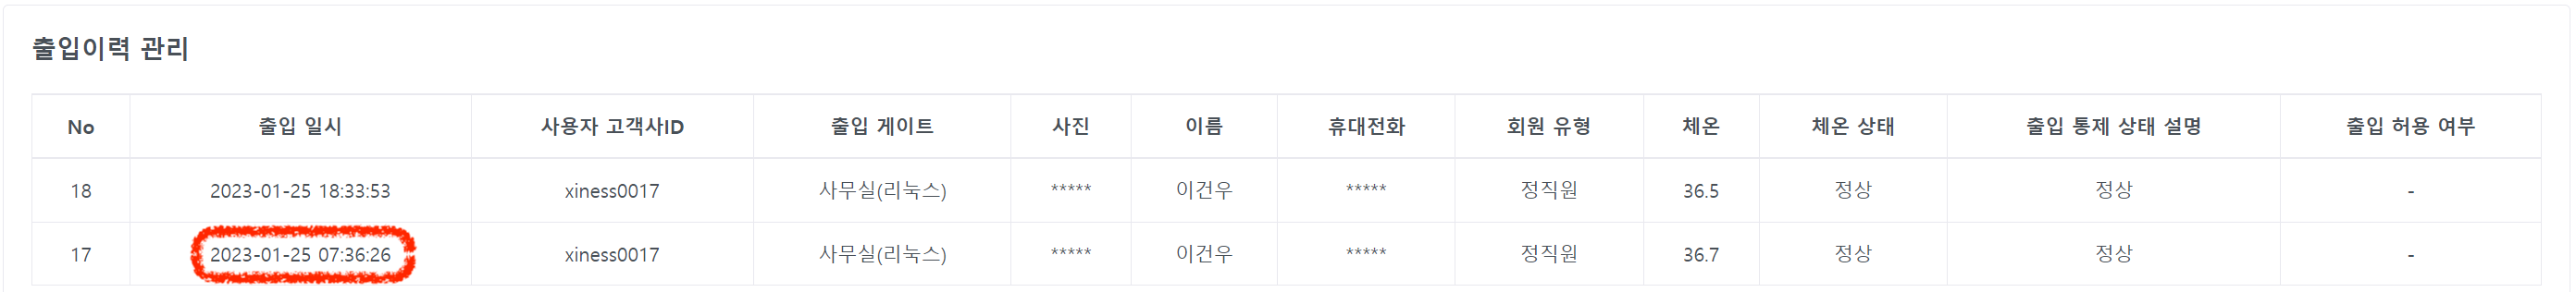 출입이력 관리
No 출입 일시 사용자 고객사ID 출입 게이트 사진 이름 휴대전화 회원 유형 체온 체온 상태 출입 통제 상태 설명 출입 허용 여부
18 2023-01-25 18:33:53 xiness0017 사무실(리눅스) ***** 이건우 ***** 정직원 36.5 정상 정상 -
17 2023-01-25 07:36:26 xiness0017 사무실(리눅스) ***** 이건우 ***** 정직원 36.7 정상 정상 -